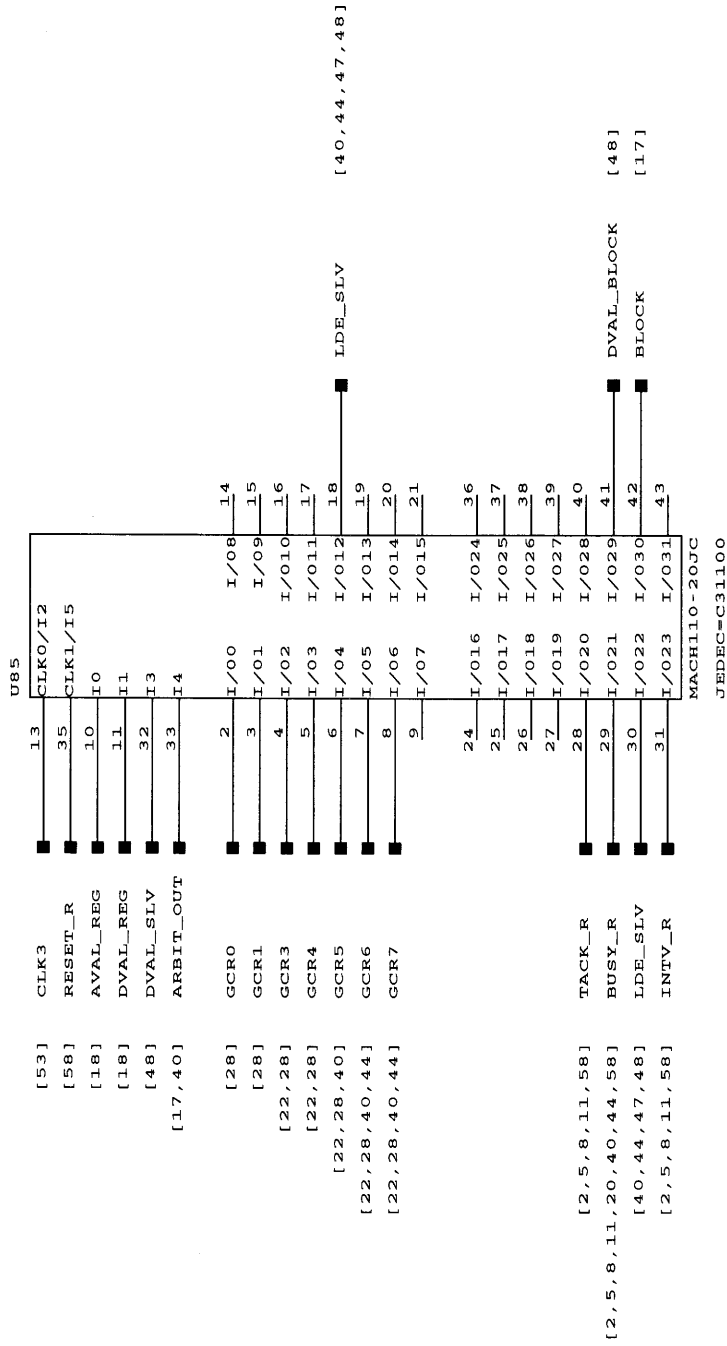 U85
[53] CLK3 13 CLK0/I2
[58] RESET_R 35 CLK1/I5
[18] AVAL_REG 10 I0
[18] DVAL_REG 11 I1
[48] DVAL_SLV 32 I3
[17,40] ARBIT_OUT 33 I4
[28] GCR0 2 I/O0 I/O8 14
[28] GCR1 3 I/O1 I/O9 15
[22,28] GCR3 4 I/O2 I/O10 16
[22,28] GCR4 5 I/O3 I/O11 17
[22,28,40] GCR5 6 I/O4 I/O12 18 LDE_SLV [40,44,47,48]
[22,28,40,44] GCR6 7 I/O5 I/O13 19
[22,28,40,44] GCR7 8 I/O6 I/O14 20
9 I/O7 I/O15 21
24 I/O16 I/O24 36
25 I/O17 I/O25 37
26 I/O18 I/O26 38
27 I/O19 I/O27 39
[2,5,8,11,58] TACK_R 28 I/O20 I/O28 40
[2,5,8,11,20,40,44,58] BUSY_R 29 I/O21 I/O29 41 DVAL_BLOCK [48]
[40,44,47,48] LDE_SLV 30 I/O22 I/O30 42 BLOCK [17]
[2,5,8,11,58] INTV_R 31 I/O23 I/O31 43
MACH110-20JC
JEDEC=C31100